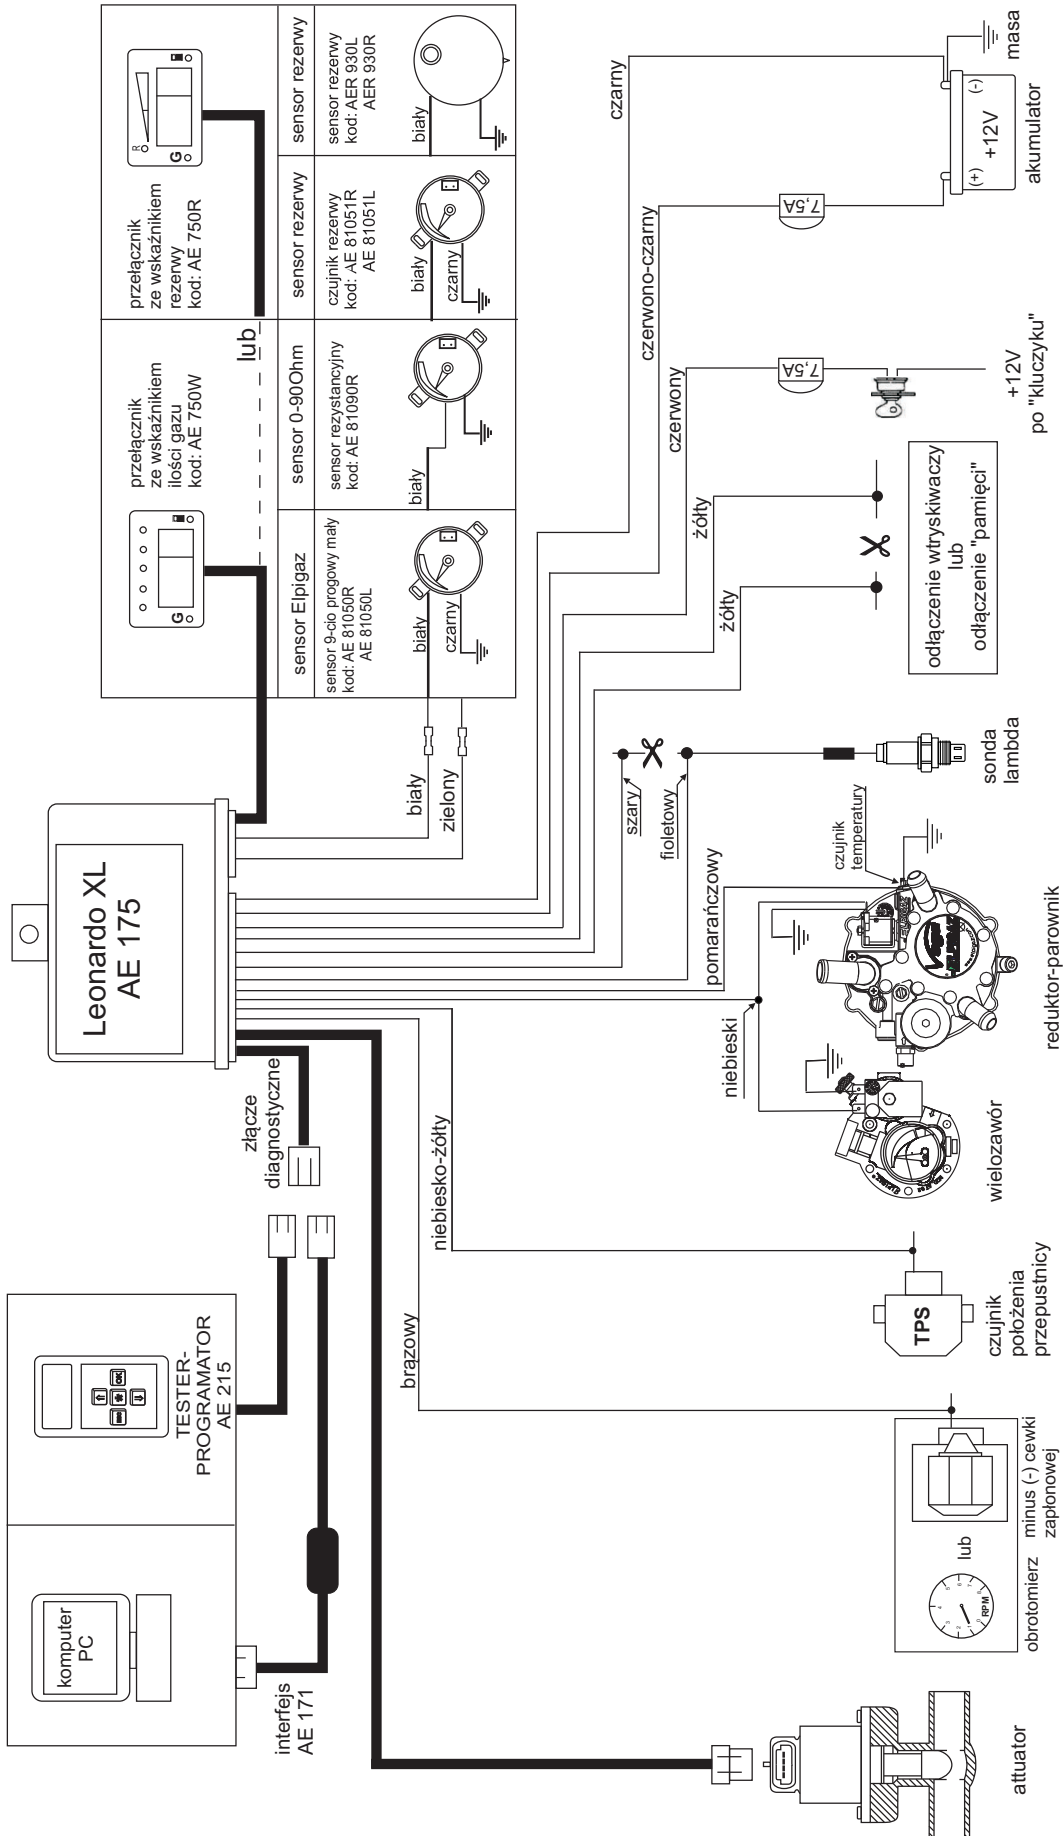 komputer
PC
TESTER-
PROGRAMATOR
AE 215
ESC
OK
*
interfejs
AE 171
złącze
diagnostyczne
Leonardo XL
AE 175
przełącznik
ze wskaźnikiem
ilości gazu
kod: AE 750W
G
lub
przełącznik
ze wskaźnikiem
rezerwy
kod: AE 750R
R
G
sensor Elpigaz
sensor 9-cio progowy mały
kod: AE 81050R
AE 81050L
biały
czarny
sensor 0-90Ohm
sensor rezystancyjny
kod: AE 81090R
biały
sensor rezerwy
czujnik rezerwy
kod: AE 81051R
AE 81051L
biały
czarny
sensor rezerwy
sensor rezerwy
kod: AER 930L
AER 930R
biały
biały
zielony
czarny
czerwono-czarny
czerwony
żółty
żółty
szary
fioletowy
pomarańczowy
niebieski
niebiesko-żółty
brązowy
attuator
obrotomierz
RPM
lub
minus (-) cewki
zapłonowej
TPS
czujnik
położenia
przepustnicy
wielozawór
reduktor-parownik
czujnik
temperatury
sonda
lambda
odłączenie wtryskiwaczy
lub
odłączenie "pamięci"
7,5A
+12V
po "kluczyku"
7,5A
(+)
(-)
+12V
akumulator
masa